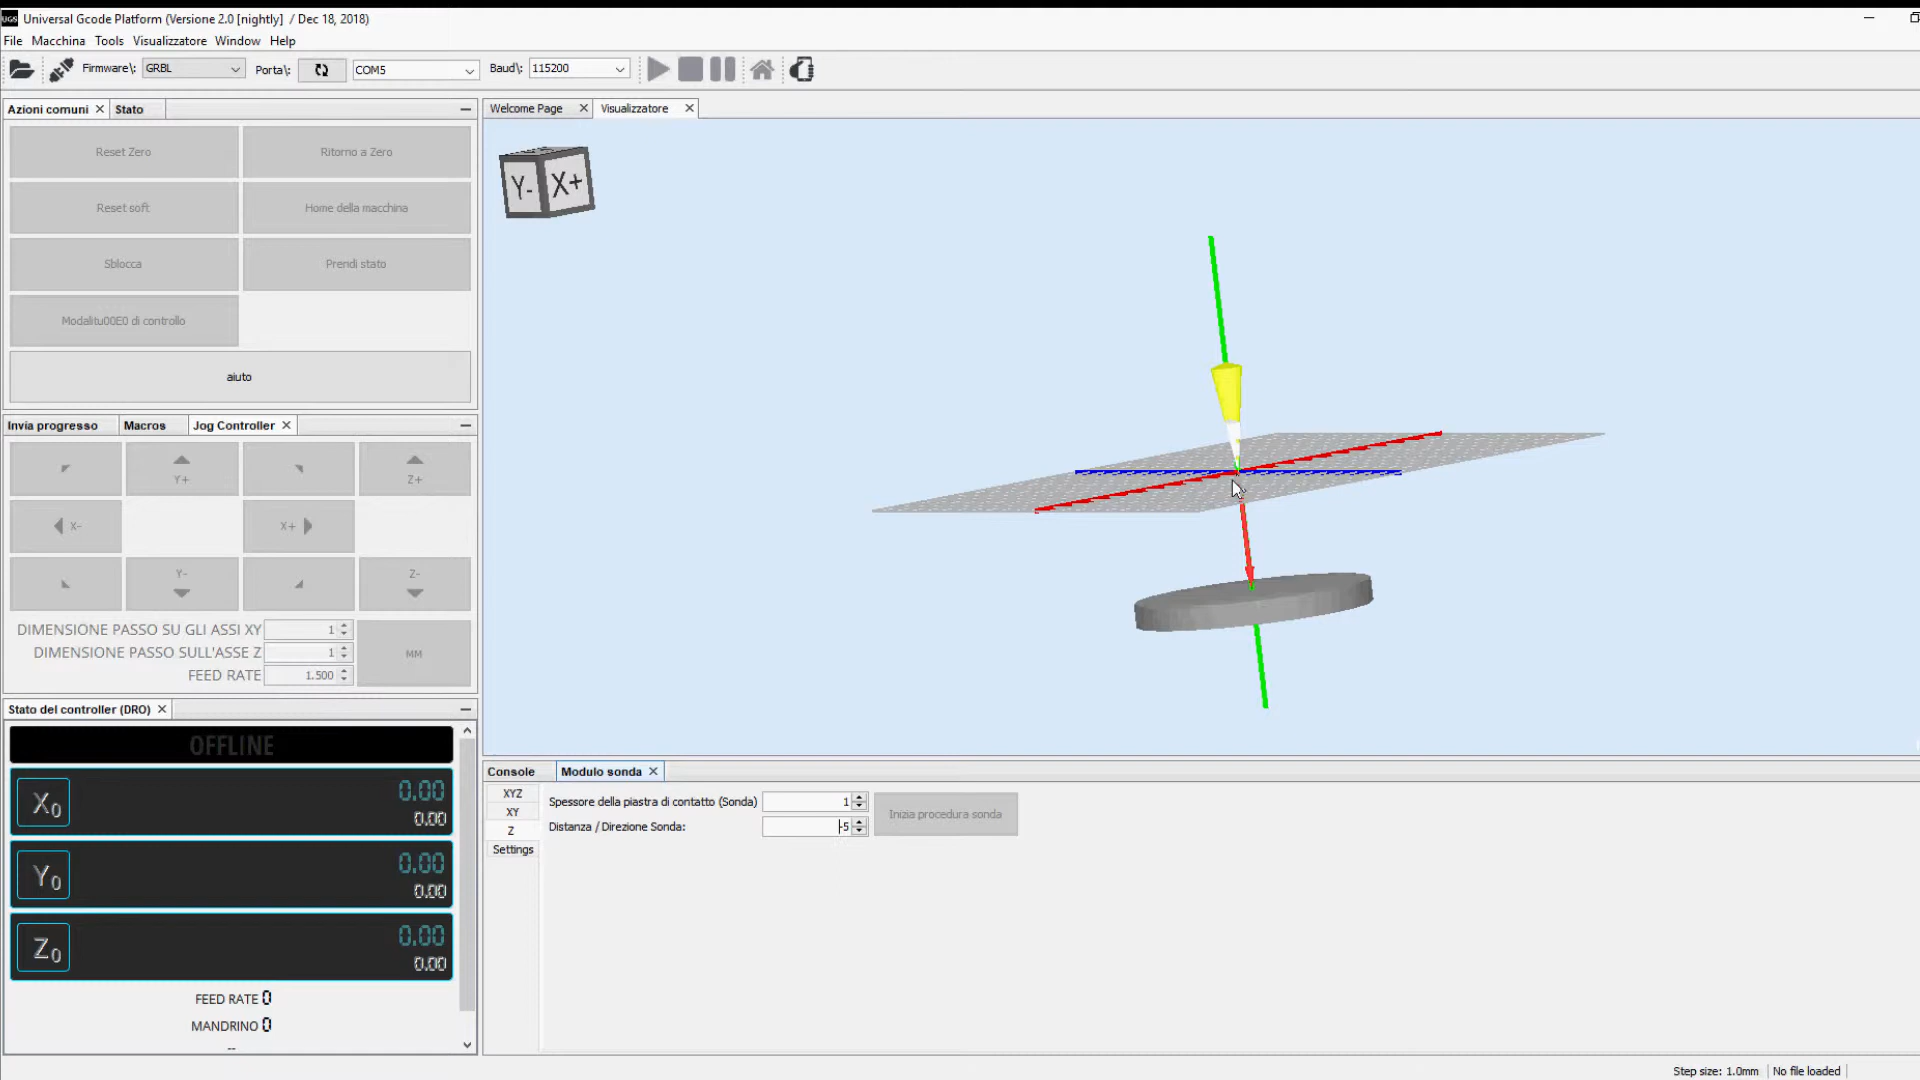 UGS Universal Gcode Platform (Versione 2.0 [nightly] / Dec 18, 2018)
File Macchina Tools Visualizzatore Window Help
Firmware\: GRBL Porta\: COM5 Baud\: 115200
Azioni comuni Stato
Reset Zero Ritorno a Zero
Reset soft Home della macchina
Sblocca Prendi stato
Modalitu00E0 di controllo
aiuto
Invia progresso Macros Jog Controller
Y+ Z+
X- X+
Y- Z-
DIMENSIONE PASSO SU GLI ASSI XY 1
DIMENSIONE PASSO SULL'ASSE Z 1
FEED RATE 1.500
MM
Stato del controller (DRO)
OFFLINE
X0 0.00
0.00
Y0 0.00
0.00
Z0 0.00
0.00
FEED RATE 0
MANDRINO 0
--
Welcome Page Visualizzatore
Y- X+
Console Modulo sonda
XYZ
XY
Z
Settings
Spessore della piastra di contatto (Sonda) 1
Distanza / Direzione Sonda: -5
Inizia procedura sonda
Step size: 1.0mm No file loaded